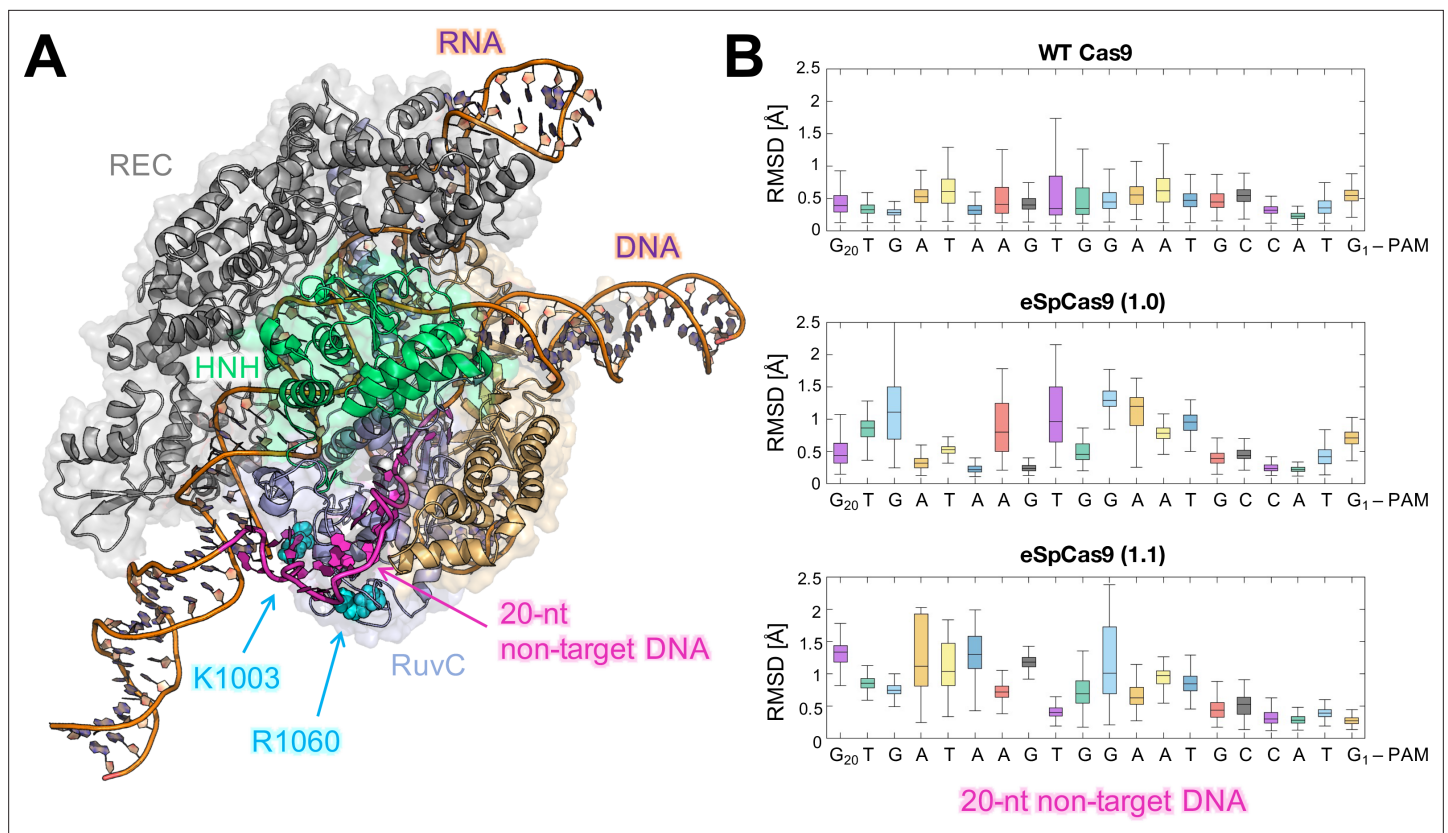 A
RNA
REC
DNA
HNH
20-nt
non-target DNA
K1003
RuvC
R1060
B
WT Cas9
RMSD [Å]
2.5
2
1.5
1
0.5
0
G20 T G A T A A G T G G A A T G C C A T G1 – PAM
eSpCas9 (1.0)
RMSD [Å]
2.5
2
1.5
1
0.5
0
G20 T G A T A A G T G G A A T G C C A T G1 – PAM
eSpCas9 (1.1)
RMSD [Å]
2.5
2
1.5
1
0.5
0
G20 T G A T A A G T G G A A T G C C A T G1 – PAM
20-nt non-target DNA